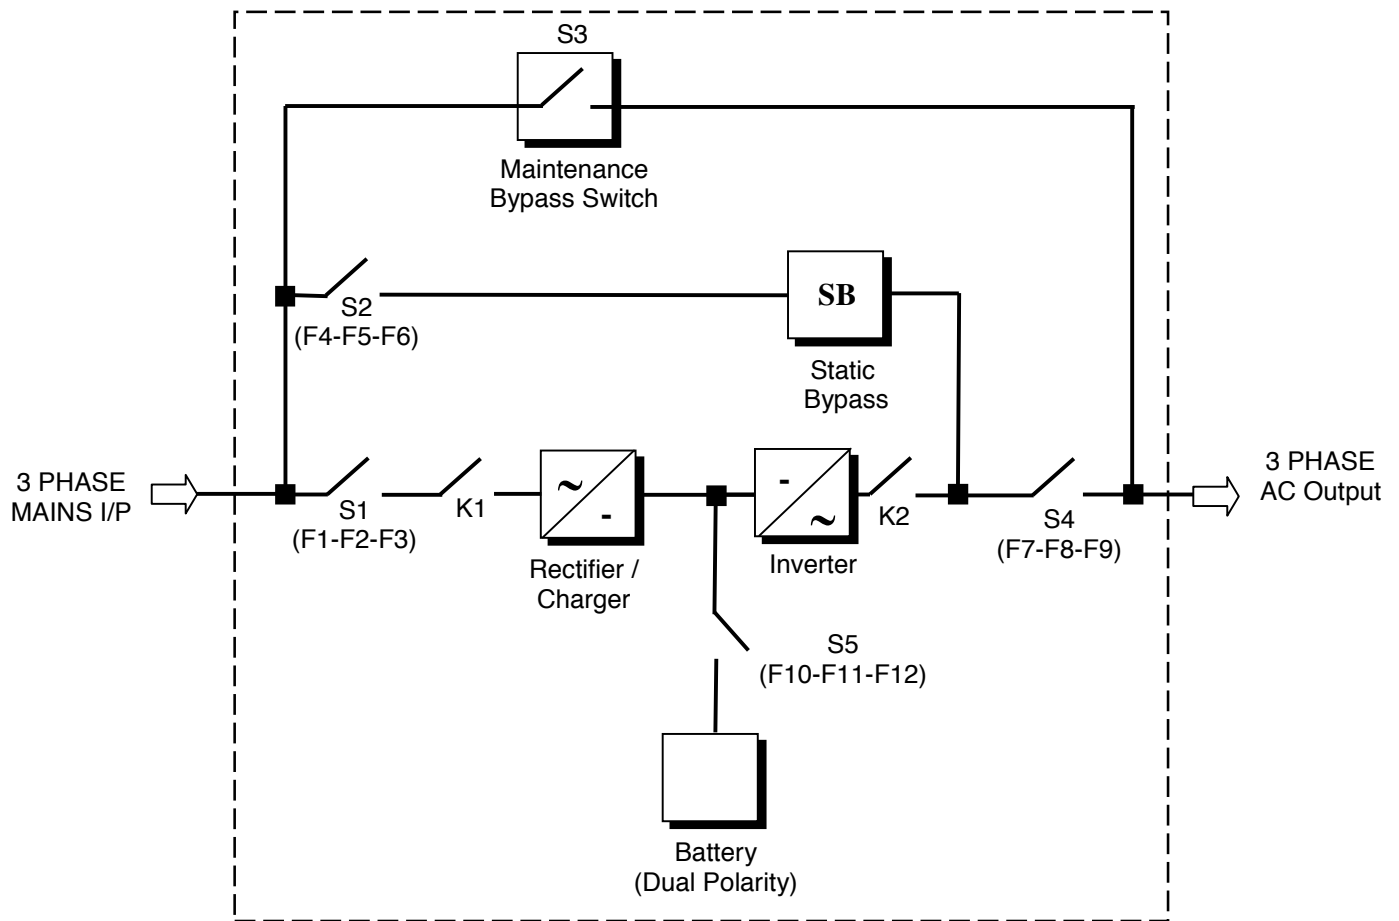 S3
Maintenance
Bypass Switch
SB
S2
(F4-F5-F6)
Static
Bypass
3 PHASE
MAINS I/P
S1
(F1-F2-F3)
K1
~
-
Rectifier /
Charger
-
~
Inverter
K2
S4
(F7-F8-F9)
3 PHASE
AC Output
S5
(F10-F11-F12)
Battery
(Dual Polarity)